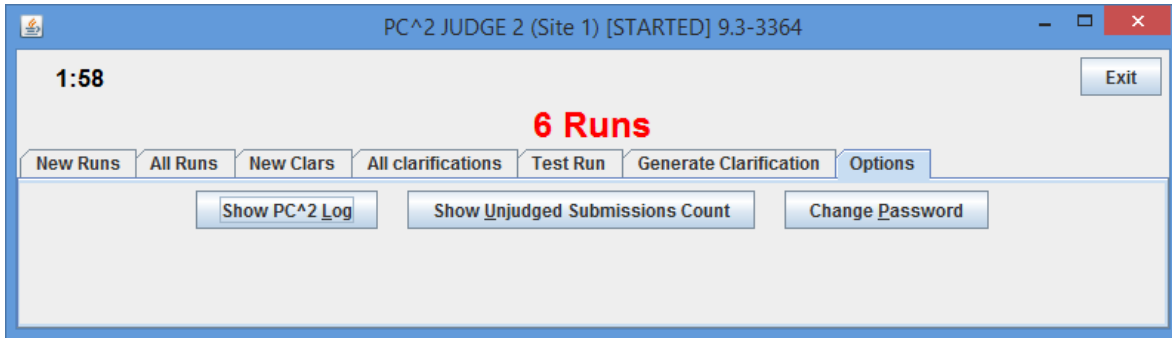 PC^2 JUDGE 2 (Site 1) [STARTED] 9.3-3364
1:58
Exit
6 Runs
New Runs All Runs New Clars All clarifications Test Run Generate Clarification Options
Show PC^2 Log Show Unjudged Submissions Count Change Password